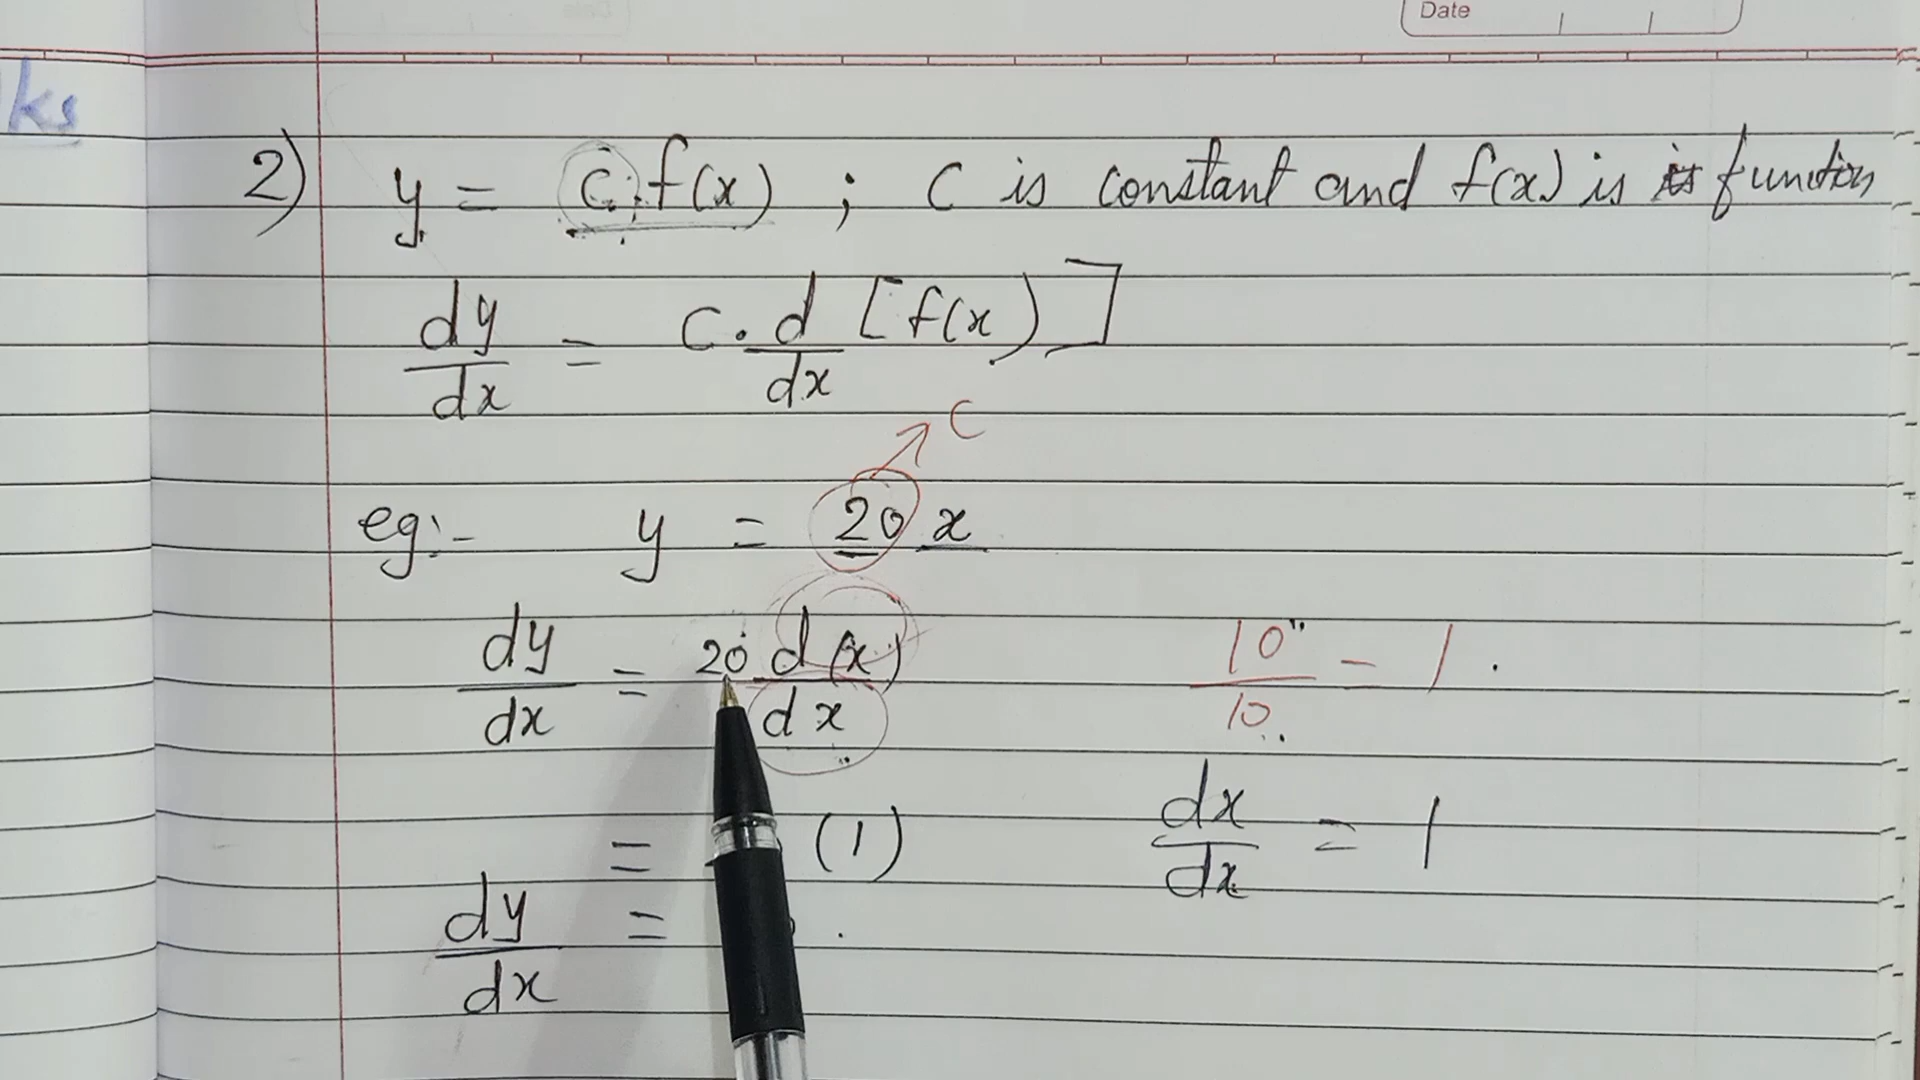 Date
ks
2) y = c.f(x) ; C is constant and f(x) is function
dy/dx = C. d/dx [f(x)]
C
eg:- y = 20 x
dy/dx = 20 d(x)/dx
10/10 = 1.
= (1)
dx/dx = 1
dy/dx = .